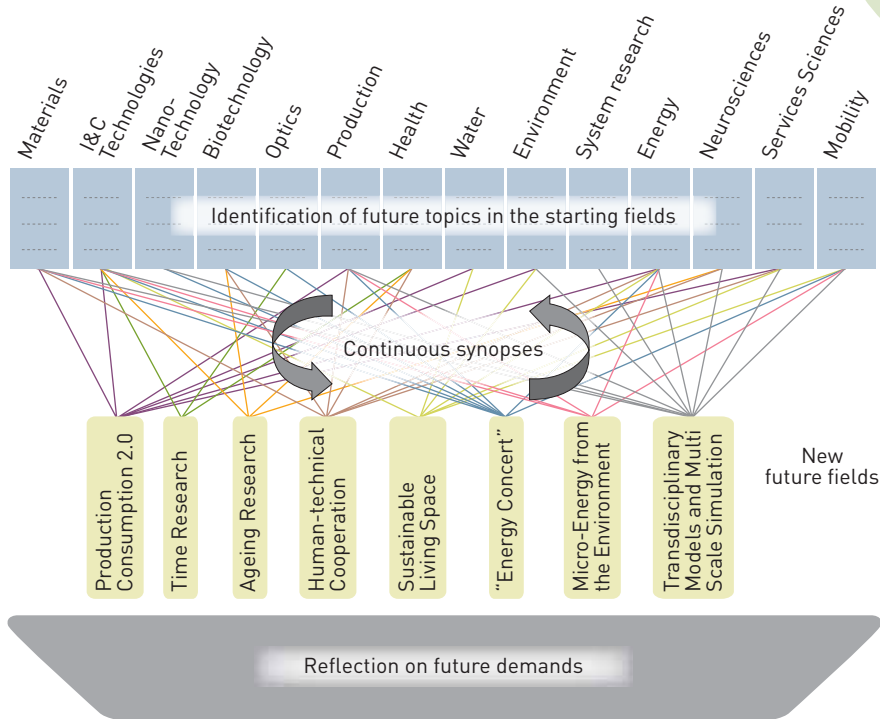 Materials
I&C
Technologies
Nano-
Technology
Biotechnology
Optics
Production
Health
Water
Environment
System research
Energy
Neurosciences
Services Sciences
Mobility
Identification of future topics in the starting fields
Continuous synopses
Production
Consumption 2.0
Time Research
Ageing Research
Human-technical
Cooperation
Sustainable
Living Space
“Energy Concert”
Micro-Energy from
the Environment
Transdisciplinary
Models and Multi
Scale Simulation
New
future fields
Reflection on future demands